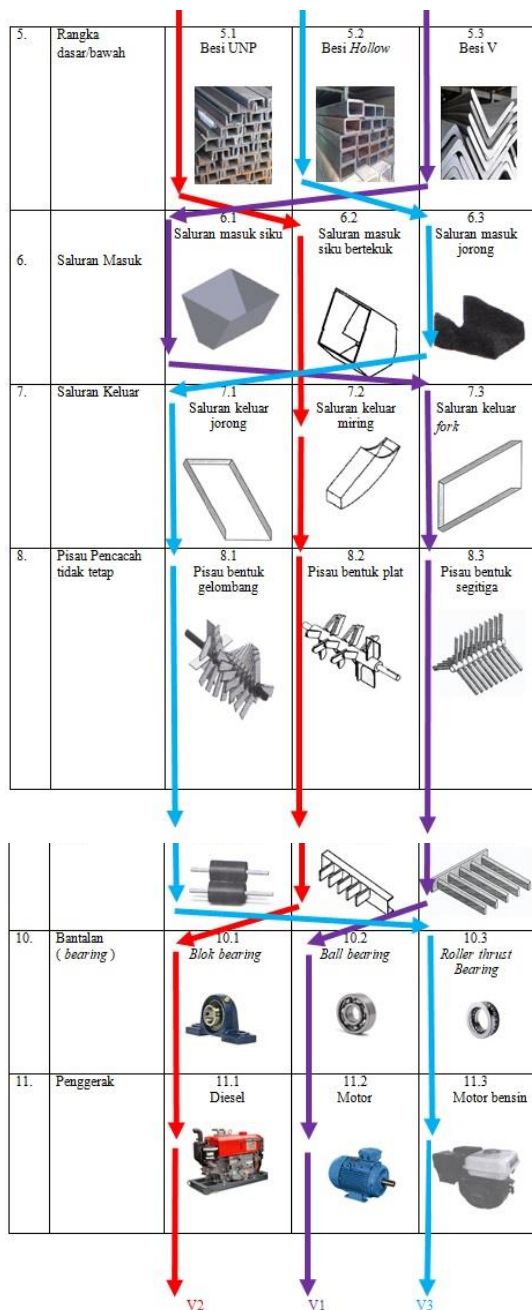 5. Rangka dasar/bawah
5.1 Besi UNP
5.2 Besi Hollow
5.3 Besi V
6. Saluran Masuk
6.1 Saluran masuk siku
6.2 Saluran masuk siku bertekuk
6.3 Saluran masuk jorong
7. Saluran Keluar
7.1 Saluran keluar jorong
7.2 Saluran keluar miring
7.3 Saluran keluar fork
8. Pisau Pencacah tidak tetap
8.1 Pisau bentuk gelombang
8.2 Pisau bentuk plat
8.3 Pisau bentuk segitiga
10. Bantalan ( bearing )
10.1 Blok bearing
10.2 Ball bearing
10.3 Roller thrust Bearing
11. Penggerak
11.1 Diesel
11.2 Motor
11.3 Motor bensin
V2 V1 V3